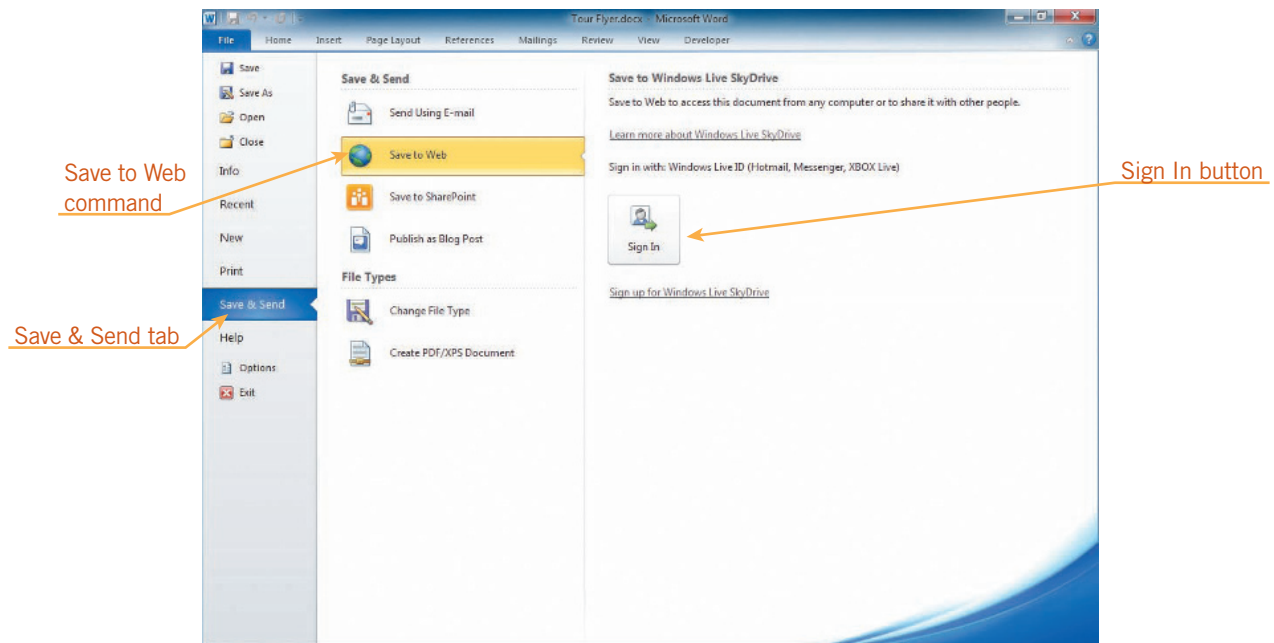 Tour Flyer.docx - Microsoft Word
File Home Insert Page Layout References Mailings Review View Developer
Save
Save As
Open
Close
Info
Recent
New
Print
Save & Send
Help
Options
Exit
Save & Send
Send Using E-mail
Save to Web
Save to SharePoint
Publish as Blog Post
File Types
Change File Type
Create PDF/XPS Document
Save to Windows Live SkyDrive
Save to Web to access this document from any computer or to share it with other people.
Learn more about Windows Live SkyDrive
Sign in with: Windows Live ID (Hotmail, Messenger, XBOX Live)
Sign In
Sign up for Windows Live SkyDrive
Save to Web
command
Save & Send tab
Sign In button